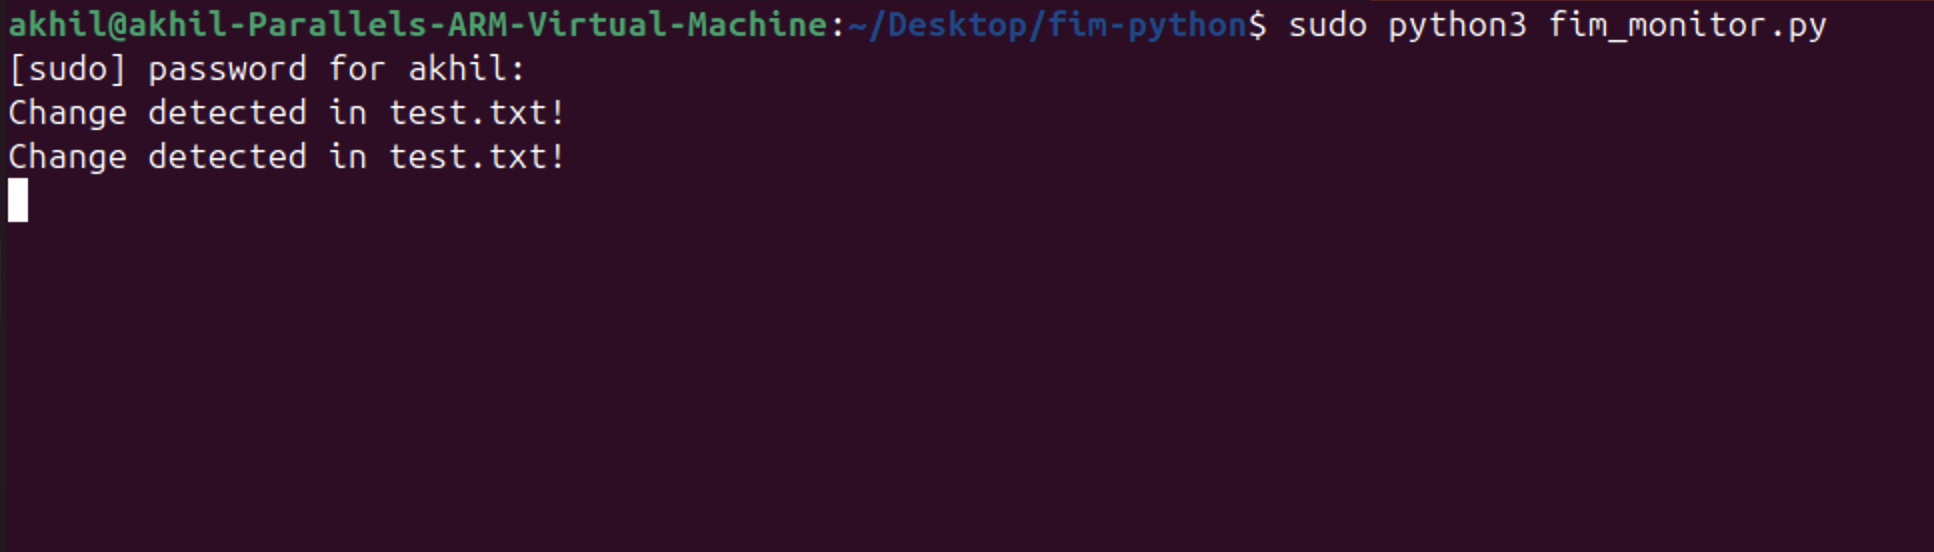 akhil@akhil-Parallels-ARM-Virtual-Machine:~/Desktop/fim-python$ sudo python3 fim_monitor.py
[sudo] password for akhil:
Change detected in test.txt!
Change detected in test.txt!